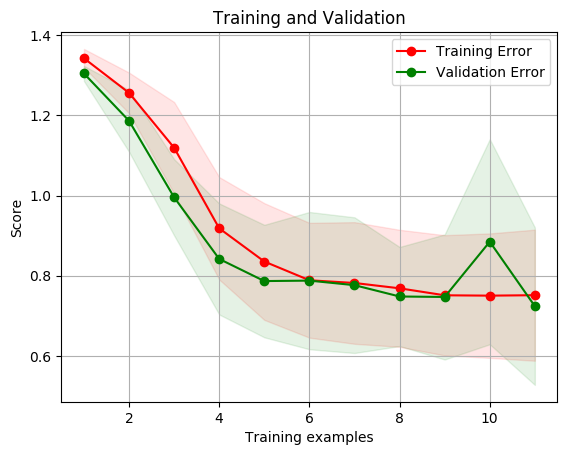 Training and Validation
1.4
1.2
1.0
0.8
0.6
Score
Training Error
Validation Error
2
4
6
8
10
Training examples